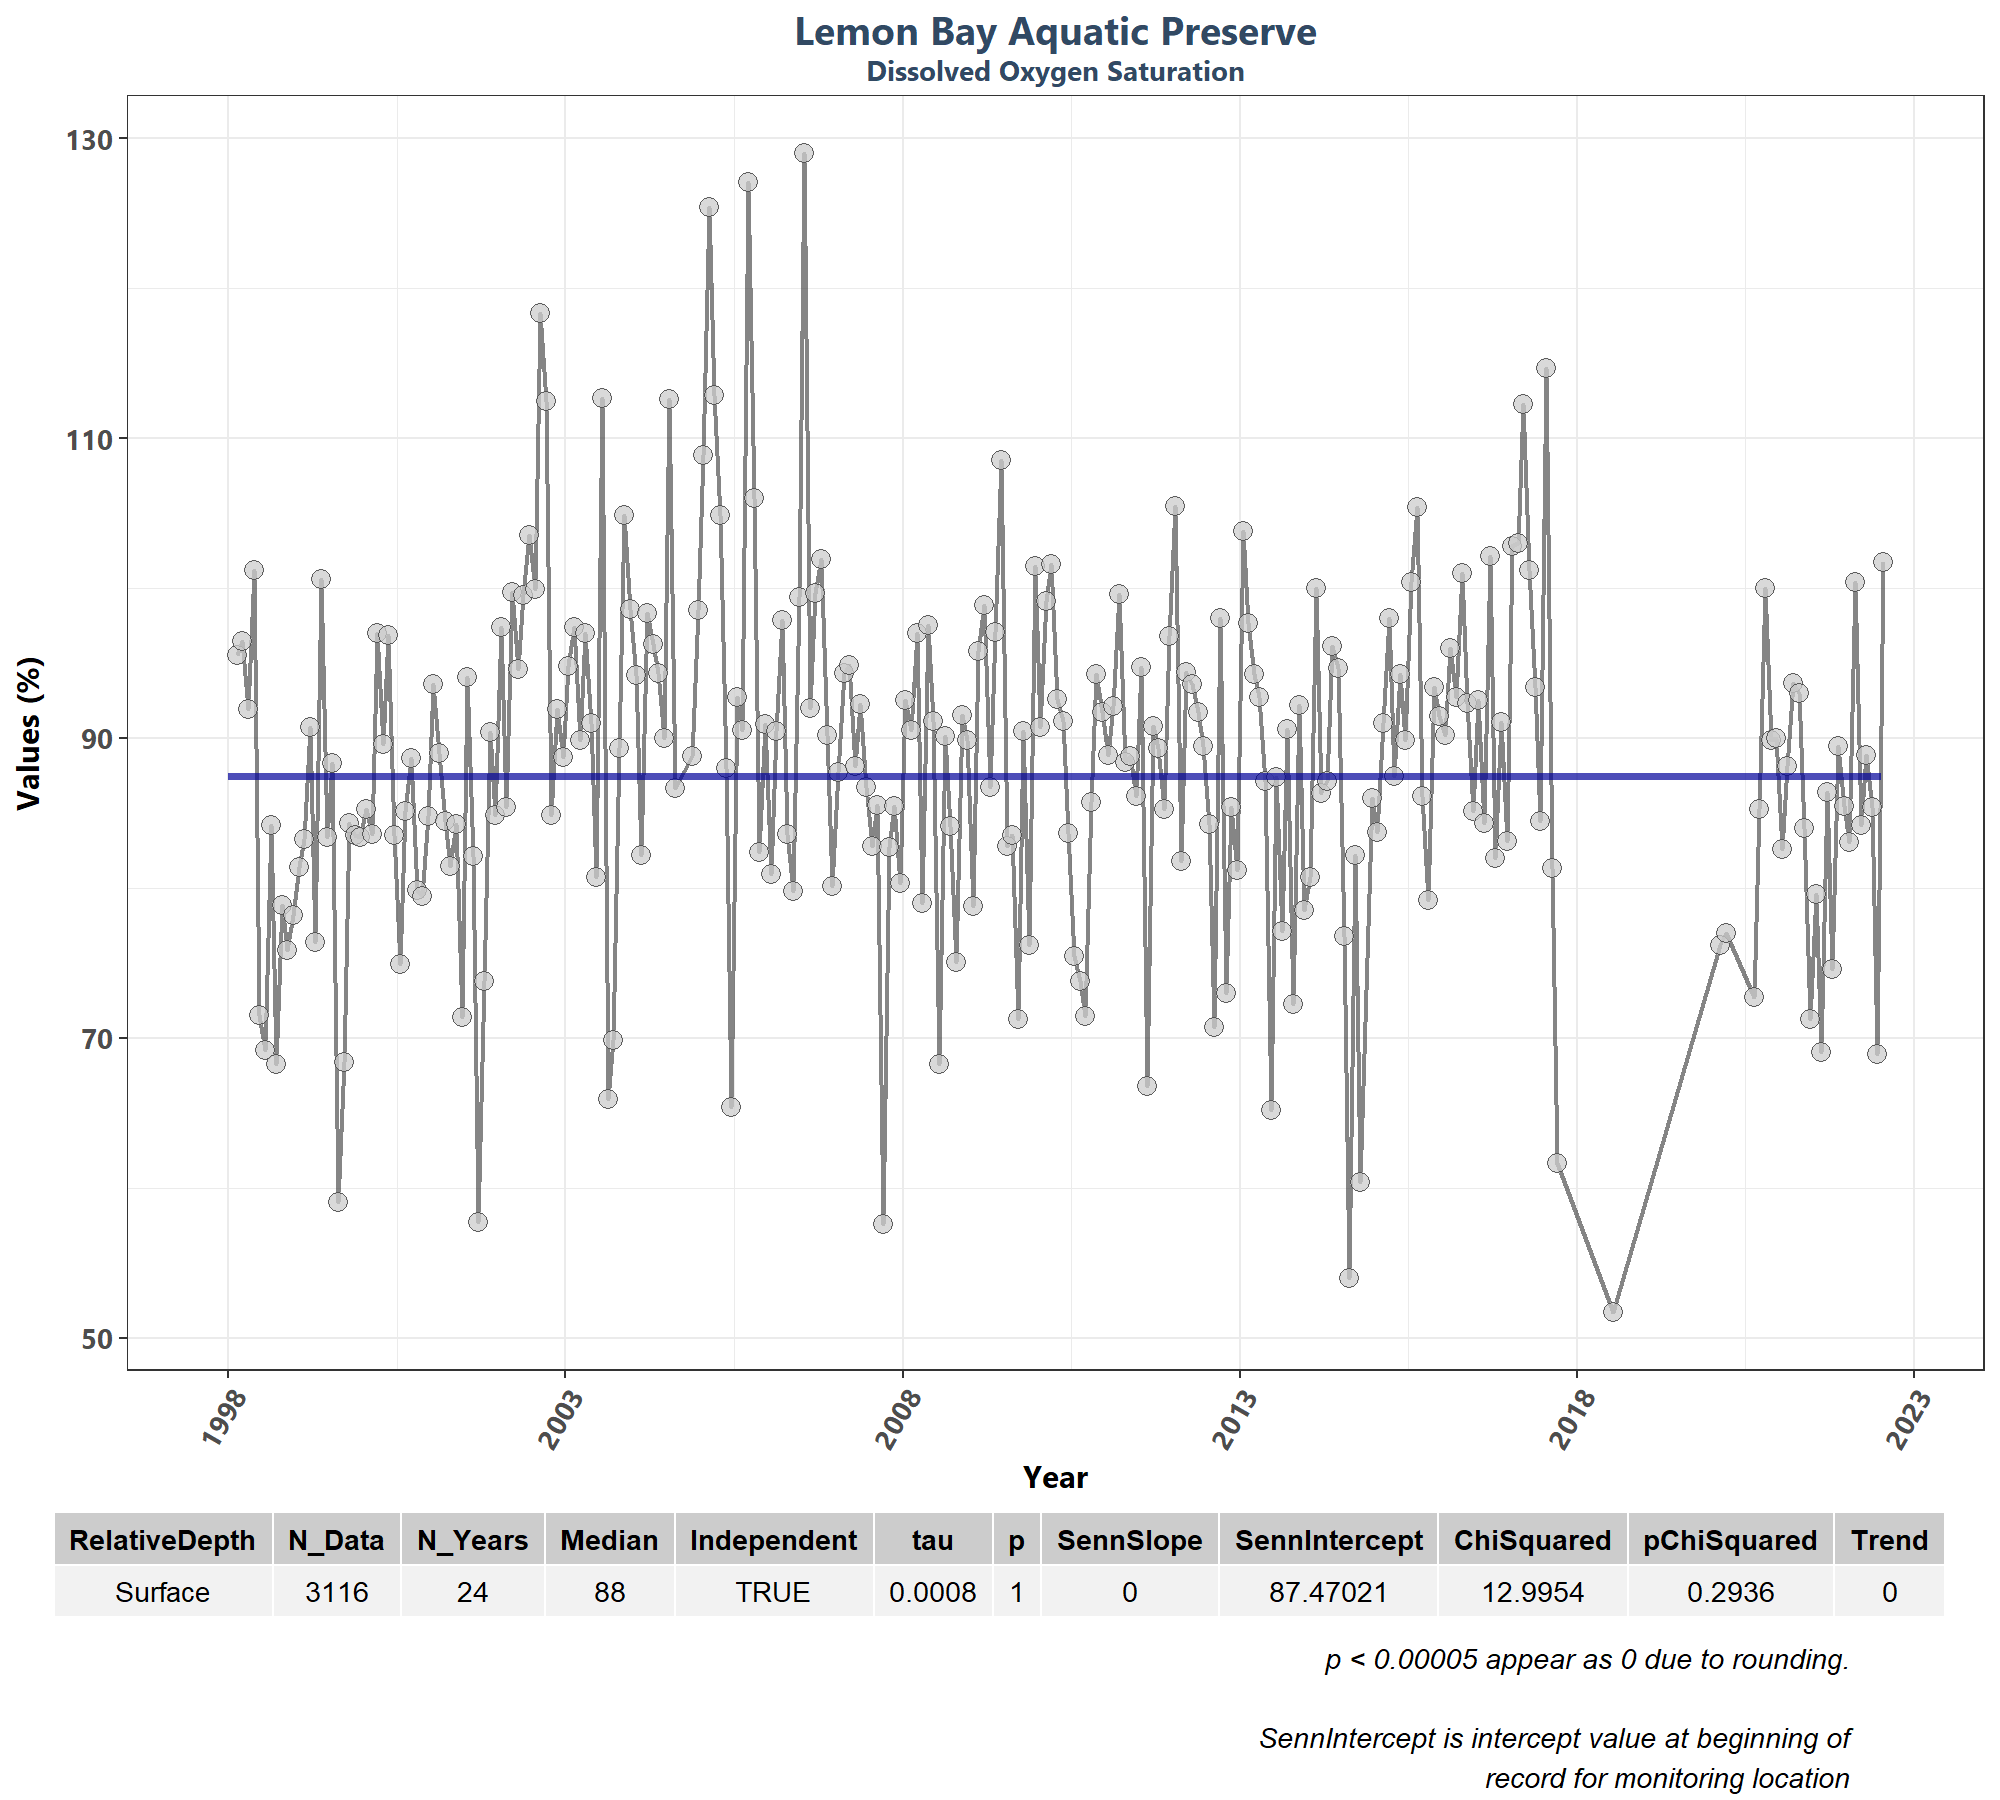 Lemon Bay Aquatic Preserve
Dissolved Oxygen Saturation
Values (%)
130
110
90
70
50
1998 2003 2008 2013 2018 2023
Year
RelativeDepth N_Data N_Years Median Independent tau p SennSlope SennIntercept ChiSquared pChiSquared Trend
Surface 3116 24 88 TRUE 0.0008 1 0 87.47021 12.9954 0.2936 0
p < 0.00005 appear as 0 due to rounding.
SennIntercept is intercept value at beginning of
record for monitoring location